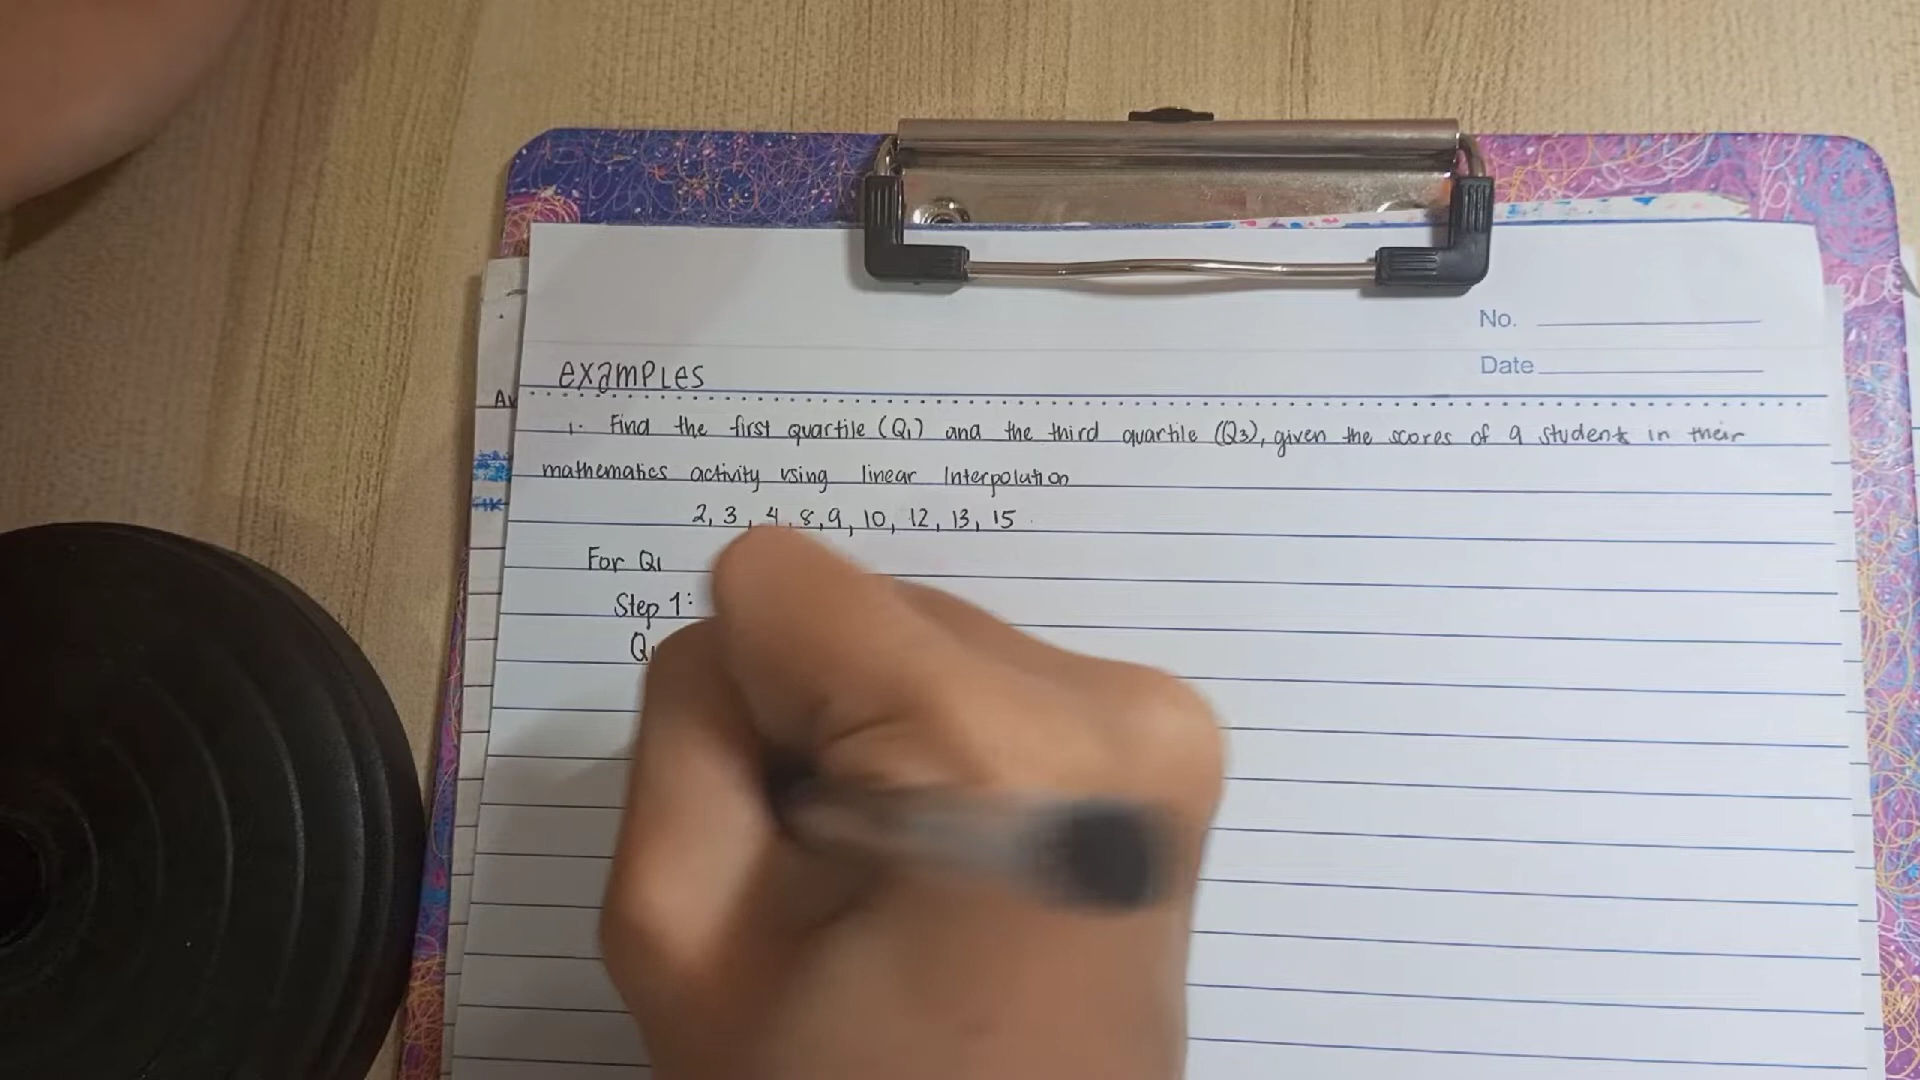 No.
Date
examples
1. Find the first quartile (Q1) and the third quartile (Q3), given the scores of 9 students in their
mathematics activity using linear Interpolation
2, 3, 4, 8, 9, 10, 12, 13, 15
For Q1
Step 1:
Q1